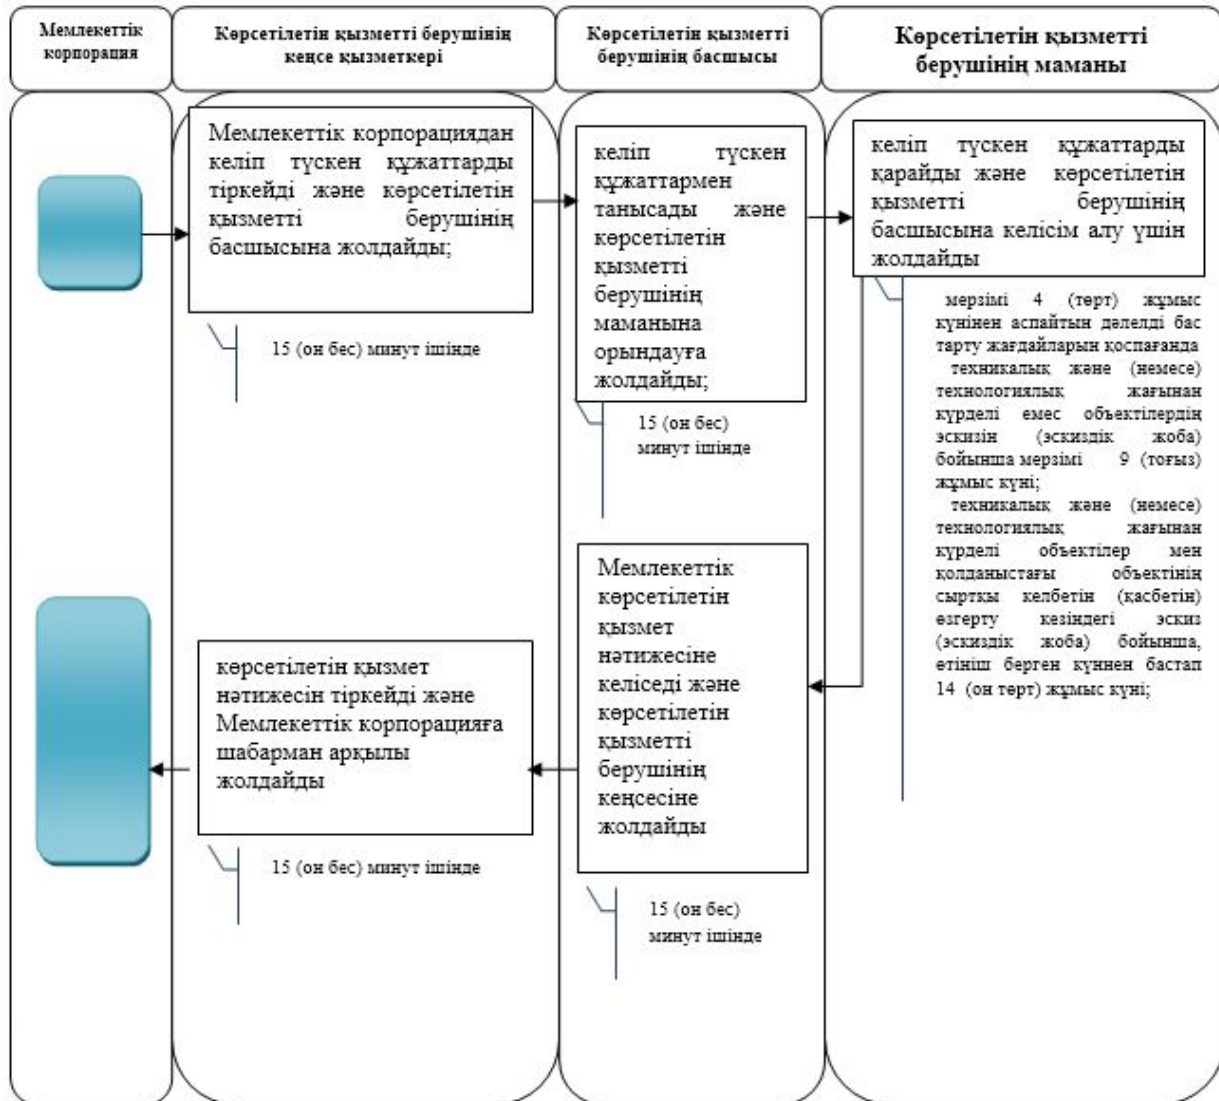 Мемлекеттік
корпорация
Көрсетілетін қызметті берушінің
кеңсе қызметкері
Көрсетілетін қызметті
берушінің басшысы
Көрсетілетін қызметті
берушінің маманы
Мемлекеттік корпорациядан
келіп түскен құжаттарды
тіркейді және көрсетілетін
қызметті берушінің
басшысына жолдайды;
15 (он бес) минут ішінде
келіп түскен
құжаттармен
танысады және
көрсетілетін
қызметті
берушінің
маманына
орындауға
жолдайды;
15 (он бес)
минут ішінде
келіп түскен құжаттарды
қарайды және көрсетілетін
қызметті берушінің
басшысына келісім алу үшін
жолдайды
мерзімі 4 (төрт) жұмыс
күнінен аспайтын дәлелді бас
тарту жағдайларын қоспағанда
техникалық және (немесе)
технологиялық жағынан
күрделі емес объектілердің
эскизін (эскиздік жоба)
бойынша мерзімі 9 (тоғыз)
жұмыс күні;
техникалық және (немесе)
технологиялық жағынан
күрделі объектілер мен
қолданыстағы объектінің
сыртқы келбетін (қасбетін)
өзгерту кезіндегі эскиз
(эскиздік жоба) бойынша,
өтініш берген күннен бастап
14 (он төрт) жұмыс күні;
Мемлекеттік
көрсетілетін
қызмет
нәтижесіне
келіседі және
көрсетілетін
қызметті
берушінің
кеңсесіне
жолдайды
15 (он бес)
минут ішінде
көрсетілетін қызмет
нәтижесін тіркейді және
Мемлекеттік корпорацияға
шабарман арқылы
жолдайды
15 (он бес) минут ішінде